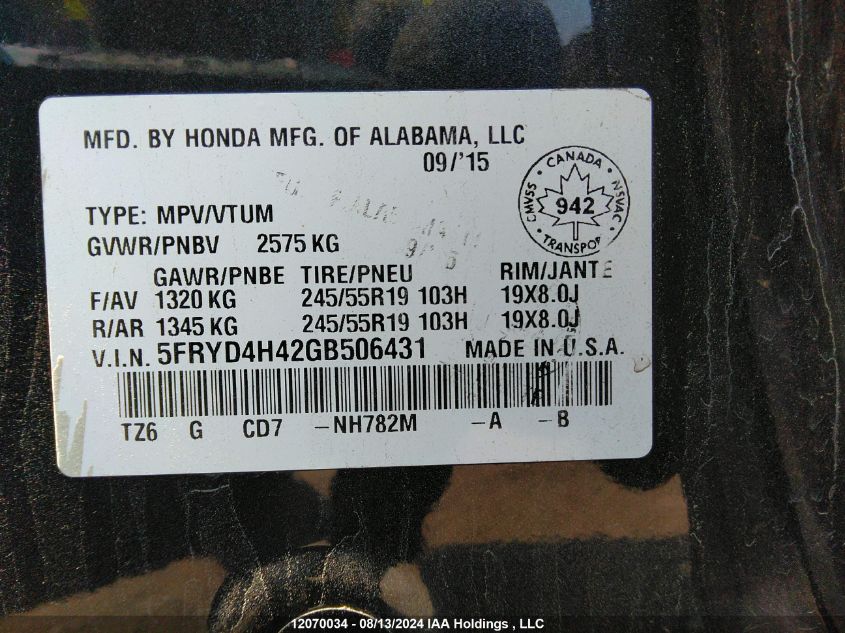 MFD. BY HONDA MFG. OF ALABAMA, LLC
09/'15
CANADA
CMVSS
NSVAC
942
TRANSPO
TYPE: MPV/VTUM
GVWR/PNBV 2575 KG
GAWR/PNBE TIRE/PNEU RIM/JANTE
F/AV 1320 KG 245/55R19 103H 19X8.0J
R/AR 1345 KG 245/55R19 103H 19X8.0J
V.I.N. 5FRYD4H42GB506431 MADE IN U.S.A.
TZ6 G CD7 -NH782M -A -B
12070034 - 08/13/2024 IAA Holdings , LLC